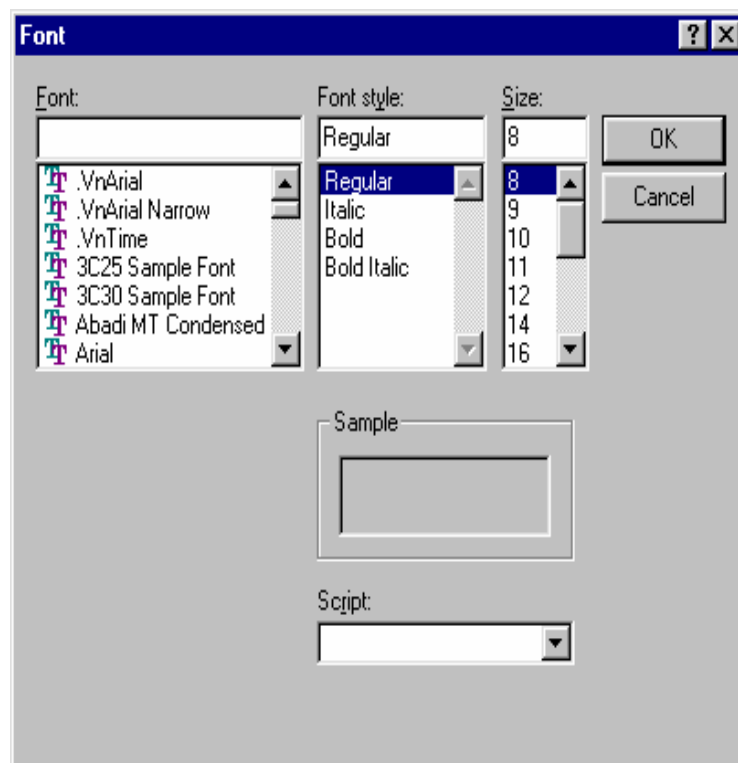 Font
Font:
.VnArial
.VnArial Narrow
.VnTime
3C25 Sample Font
3C30 Sample Font
Abadi MT Condensed
Arial
Font style:
Regular
Regular
Italic
Bold
Bold Italic
Size:
8
8
9
10
11
12
14
16
OK
Cancel
Sample
Script: